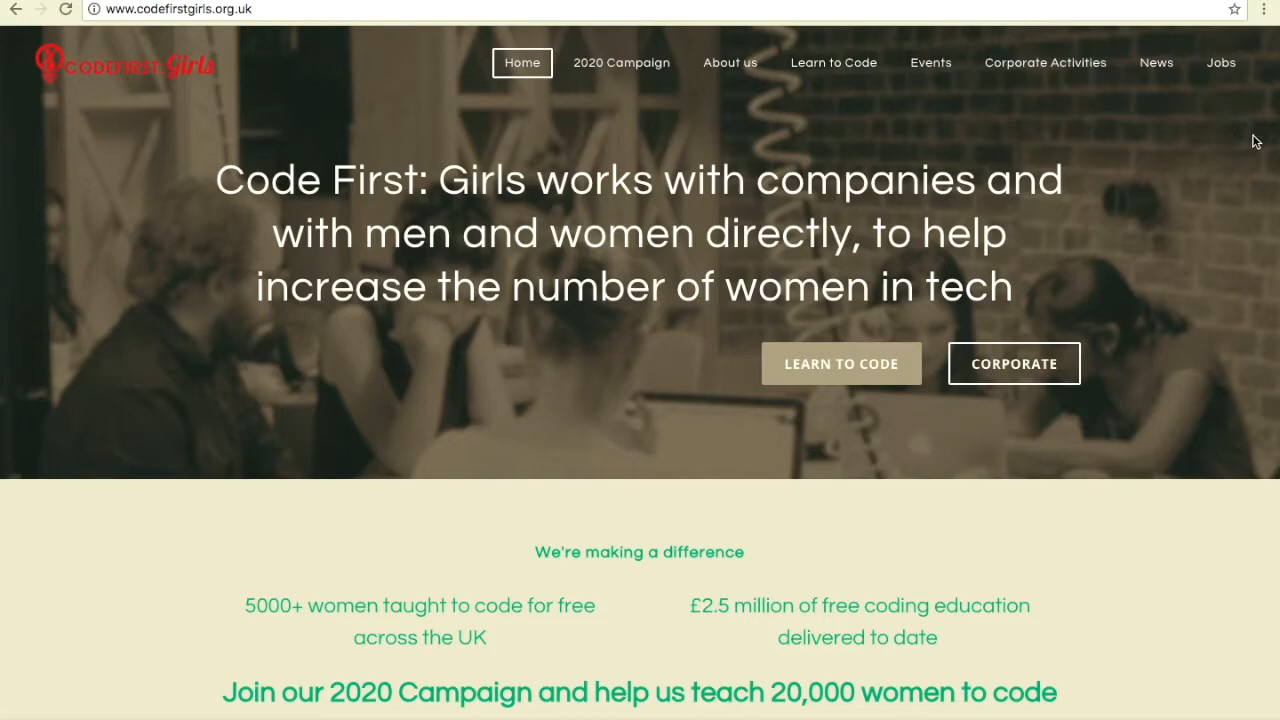 www.codefirstgirls.org.uk
CODEFIRST: Girls
Home 2020 Campaign About us Learn to Code Events Corporate Activities News Jobs
Code First: Girls works with companies and
with men and women directly, to help
increase the number of women in tech
LEARN TO CODE CORPORATE
We're making a difference
5000+ women taught to code for free
across the UK
£2.5 million of free coding education
delivered to date
Join our 2020 Campaign and help us teach 20,000 women to code